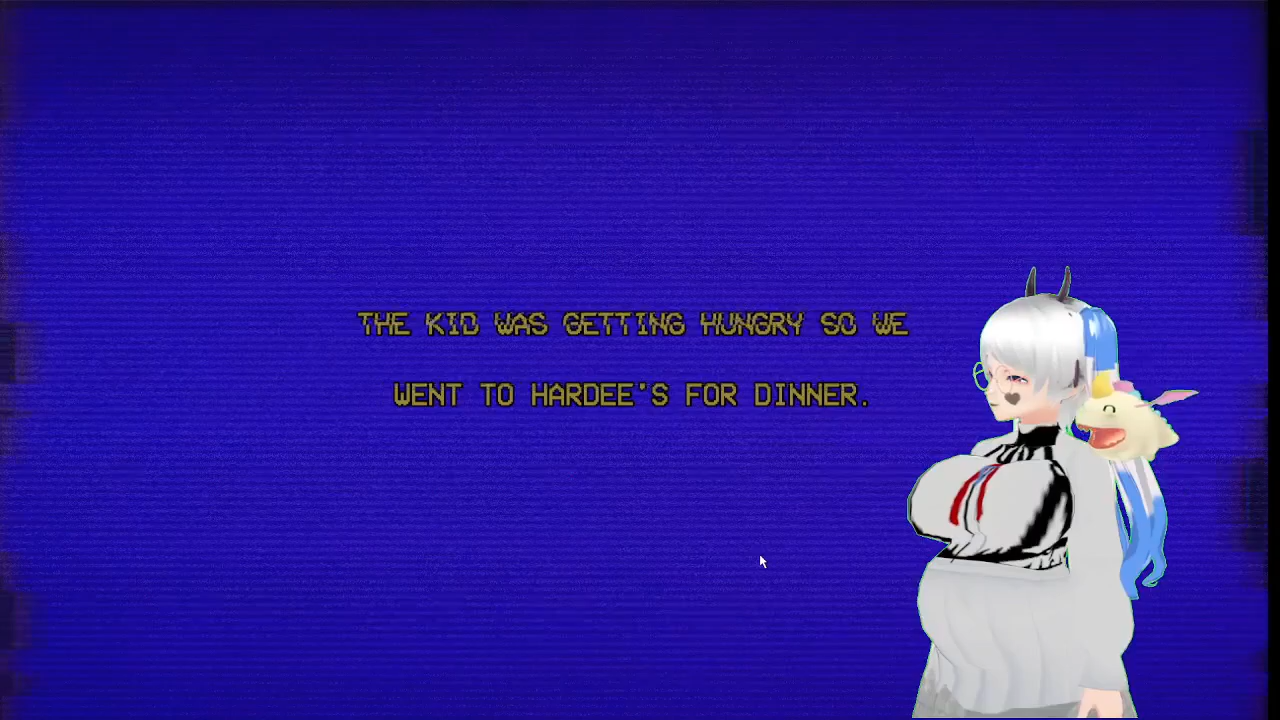 THE KID WAS GETTING HUNGRY SO WE
WENT TO HARDEE'S FOR DINNER.